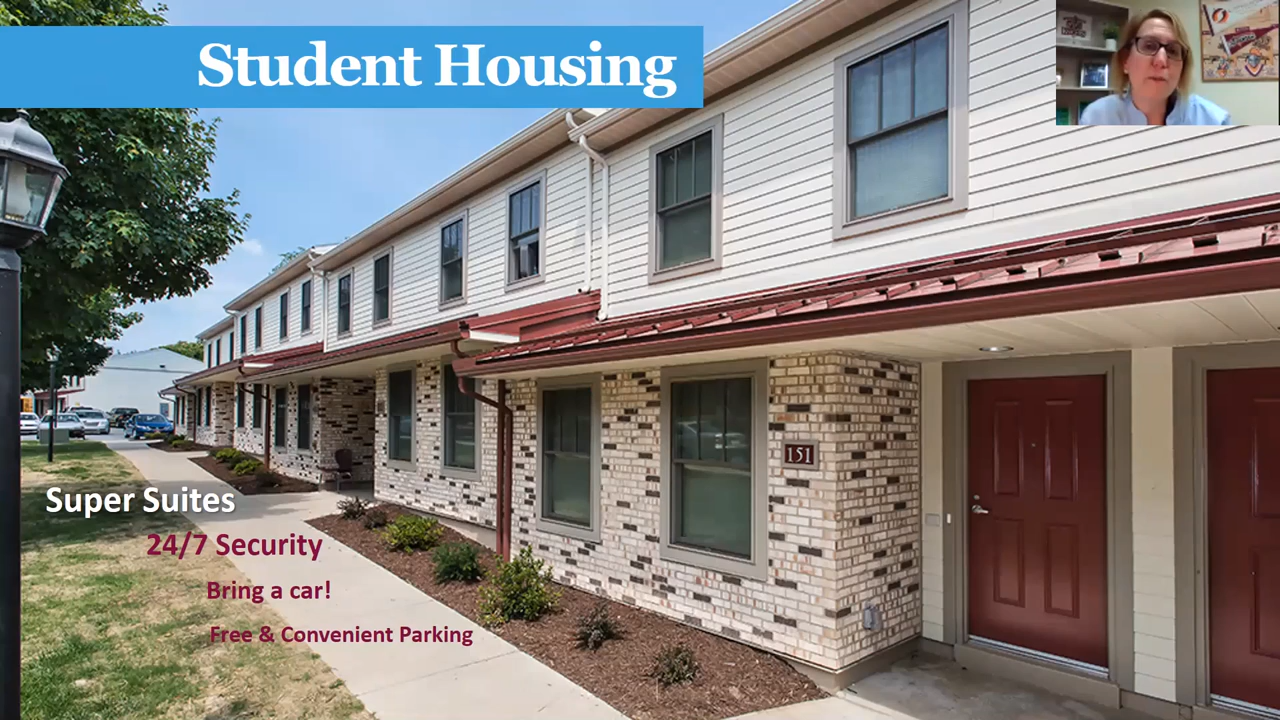 Student Housing
151
Super Suites
24/7 Security
Bring a car!
Free & Convenient Parking